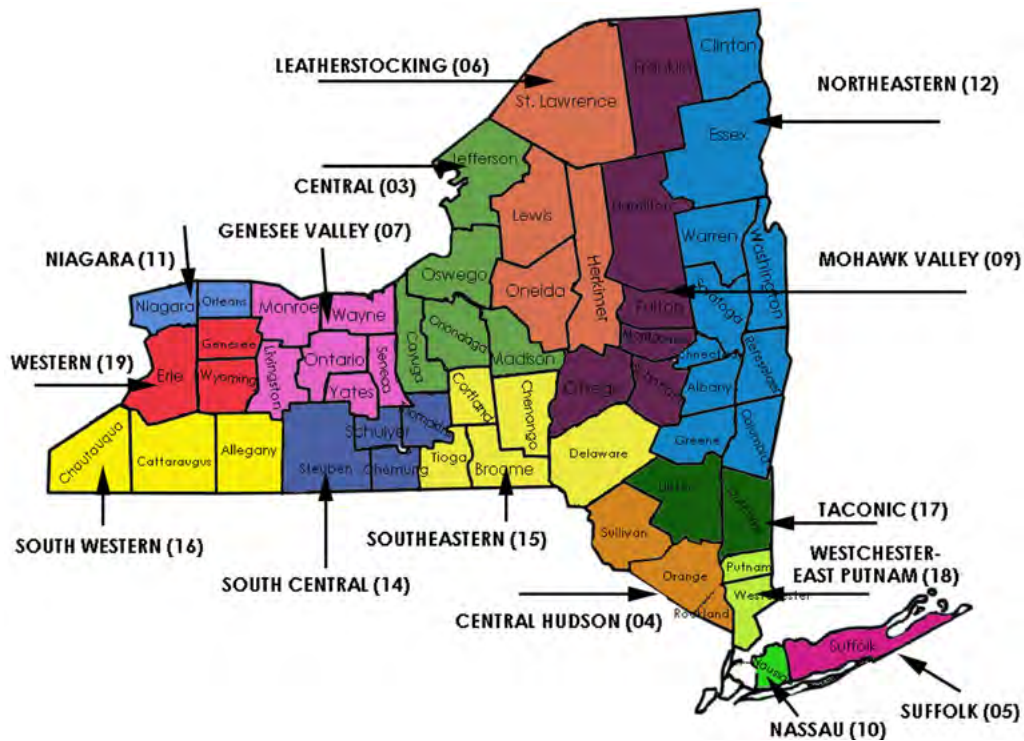 Clinton
Franklin
LEATHERSTOCKING (06)
NORTHEASTERN (12)
St. Lawrence
Essex
Jefferson
CENTRAL (03)
Lewis
Hamilton
GENESEE VALLEY (07)
Warren
Washington
NIAGARA (11)
Oswego
Herkimer
MOHAWK VALLEY (09)
Oneida
Saratoga
Niagara
Orleans
Monroe
Wayne
Fulton
Onondaga
Montgomery
Genesee
Ontario
Cayuga
Madison
Schenectady
Rensselaer
WESTERN (19)
Erie
Wyoming
Livingston
Seneca
Otsego
Albany
Yates
Cortland
Chenango
Schuyler
Tompkins
Columbia
Chautauqua
Cattaraugus
Allegany
Greene
Steuben
Chemung
Tioga
Broome
Delaware
Ulster
Dutchess
TACONIC (17)
SOUTH WESTERN (16)
SOUTHEASTERN (15)
Sullivan
WESTCHESTER-
EAST PUTNAM (18)
SOUTH CENTRAL (14)
Orange
Putnam
Westchester
CENTRAL HUDSON (04)
Rockland
Suffolk
Nassau
SUFFOLK (05)
NASSAU (10)